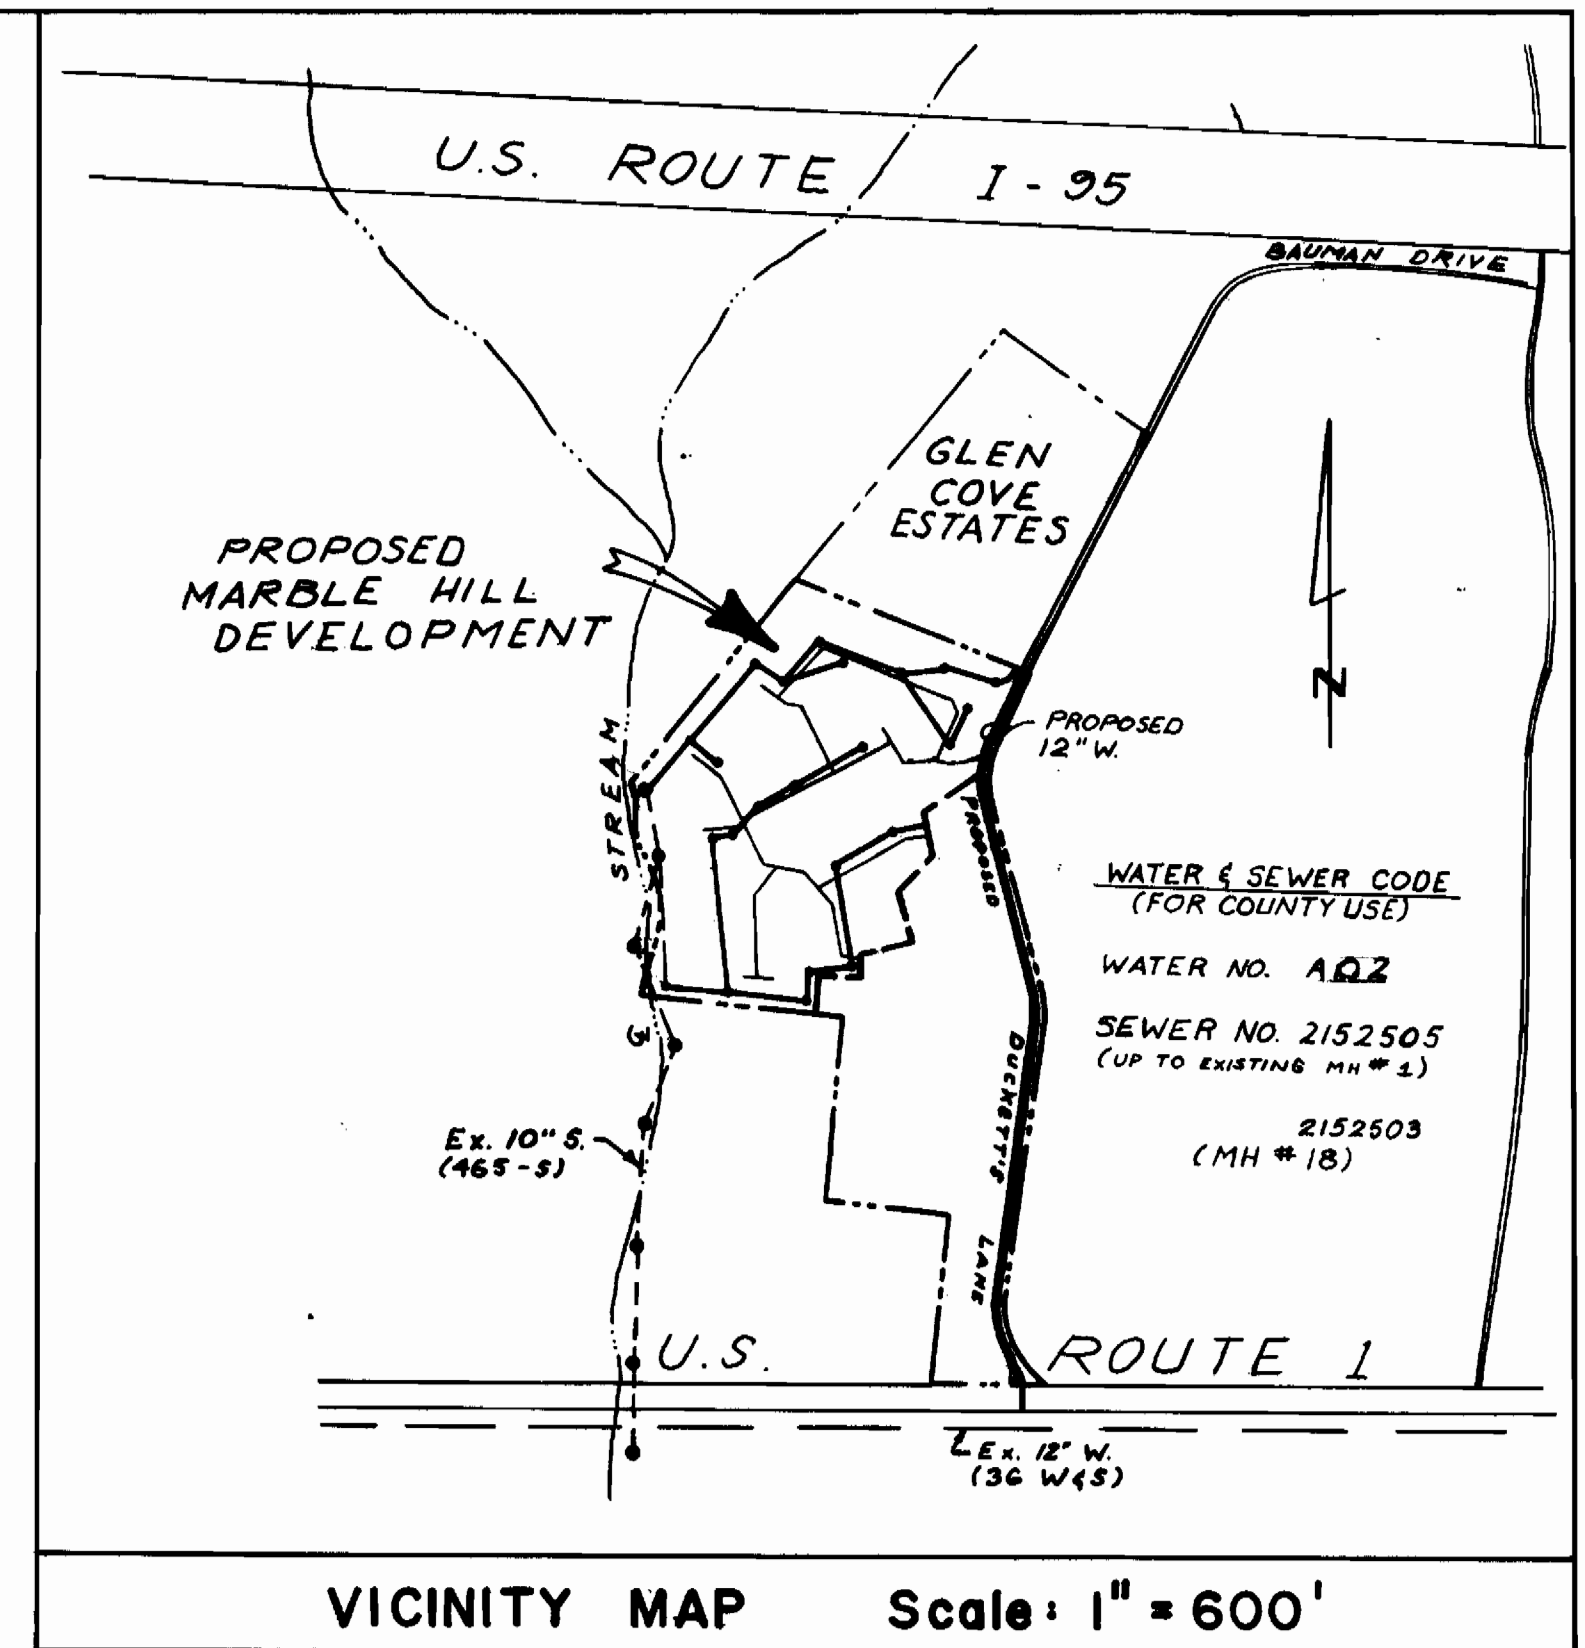 U.S. ROUTE I-95
BAUMAN DRIVE
GLEN
COVE
ESTATES
PROPOSED
MARBLE HILL
DEVELOPMENT
N
STREAM
PROPOSED
12" W.
PROPOSED
WATER & SEWER CODE
(FOR COUNTY USE)
WATER NO.
SEWER NO. 2152505
(UP TO EXISTING MH # 1)
2152503
(MH # 18)
DUCKETT'S LANE
Ex. 10" S.
(465-S)
U.S. ROUTE 1
Ex. 12" W.
(36 W&S)
VICINITY MAP Scale: 1" = 600'